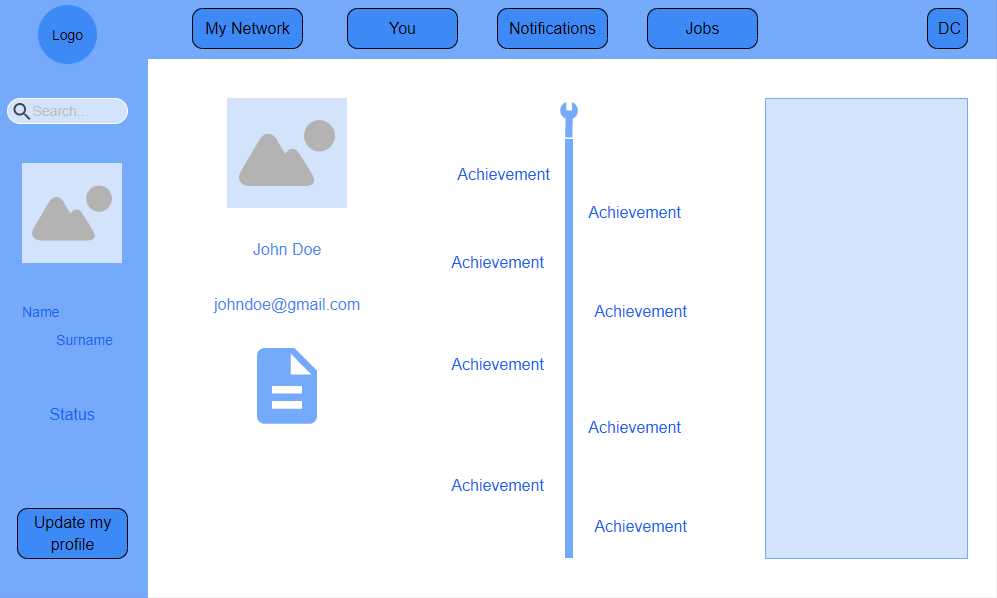 Logo
My Network
You
Notifications
Jobs
DC
Search...
Name
Surname
Status
Update my
profile
John Doe
johndoe@gmail.com
Achievement
Achievement
Achievement
Achievement
Achievement
Achievement
Achievement
Achievement